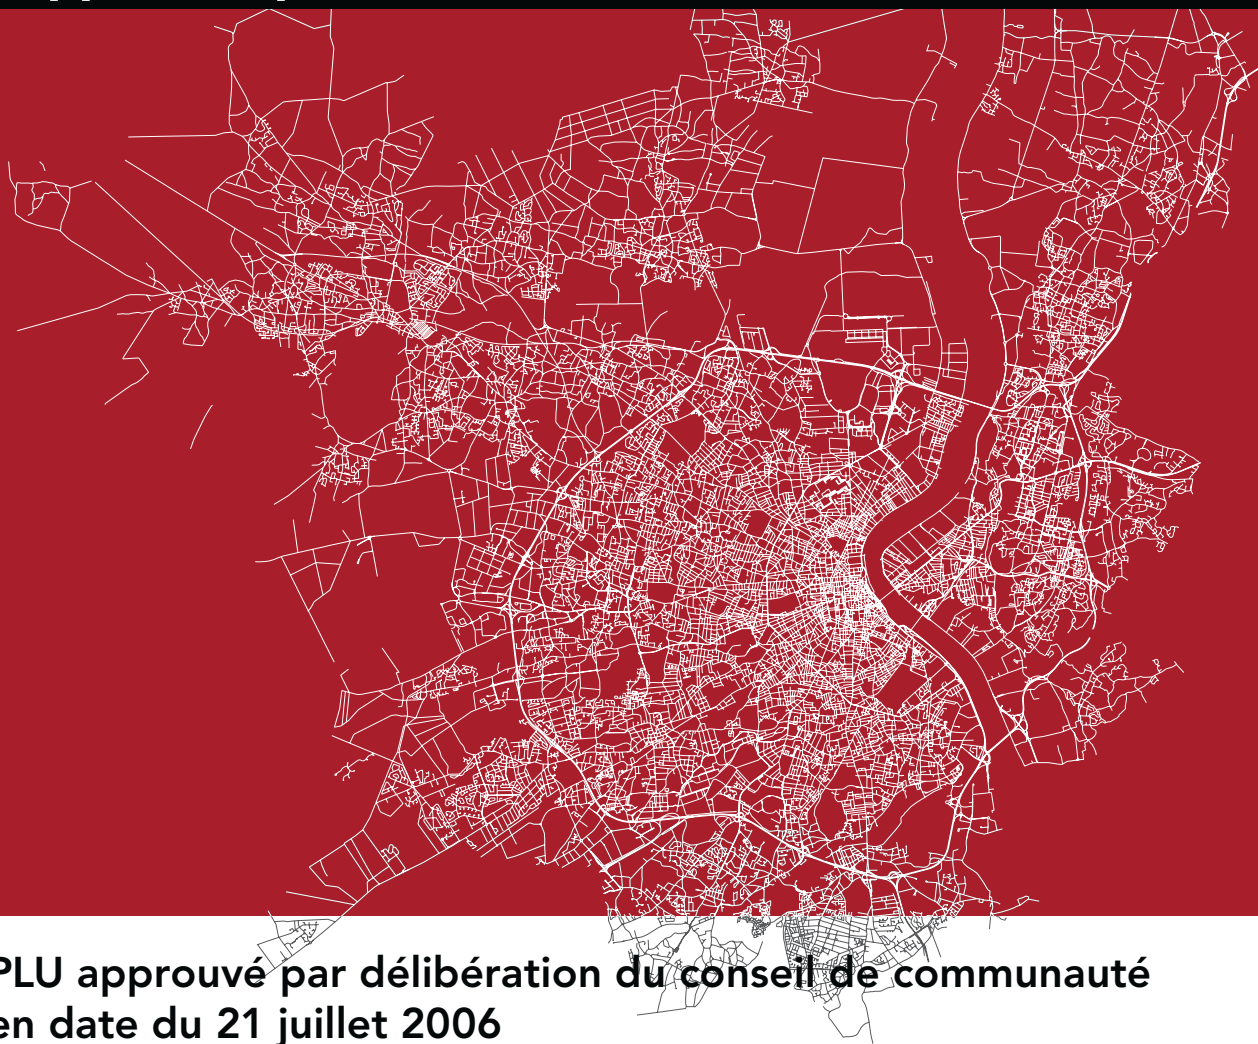 PLU approuvé par délibération du conseil de communauté
en date du 21 juillet 2006